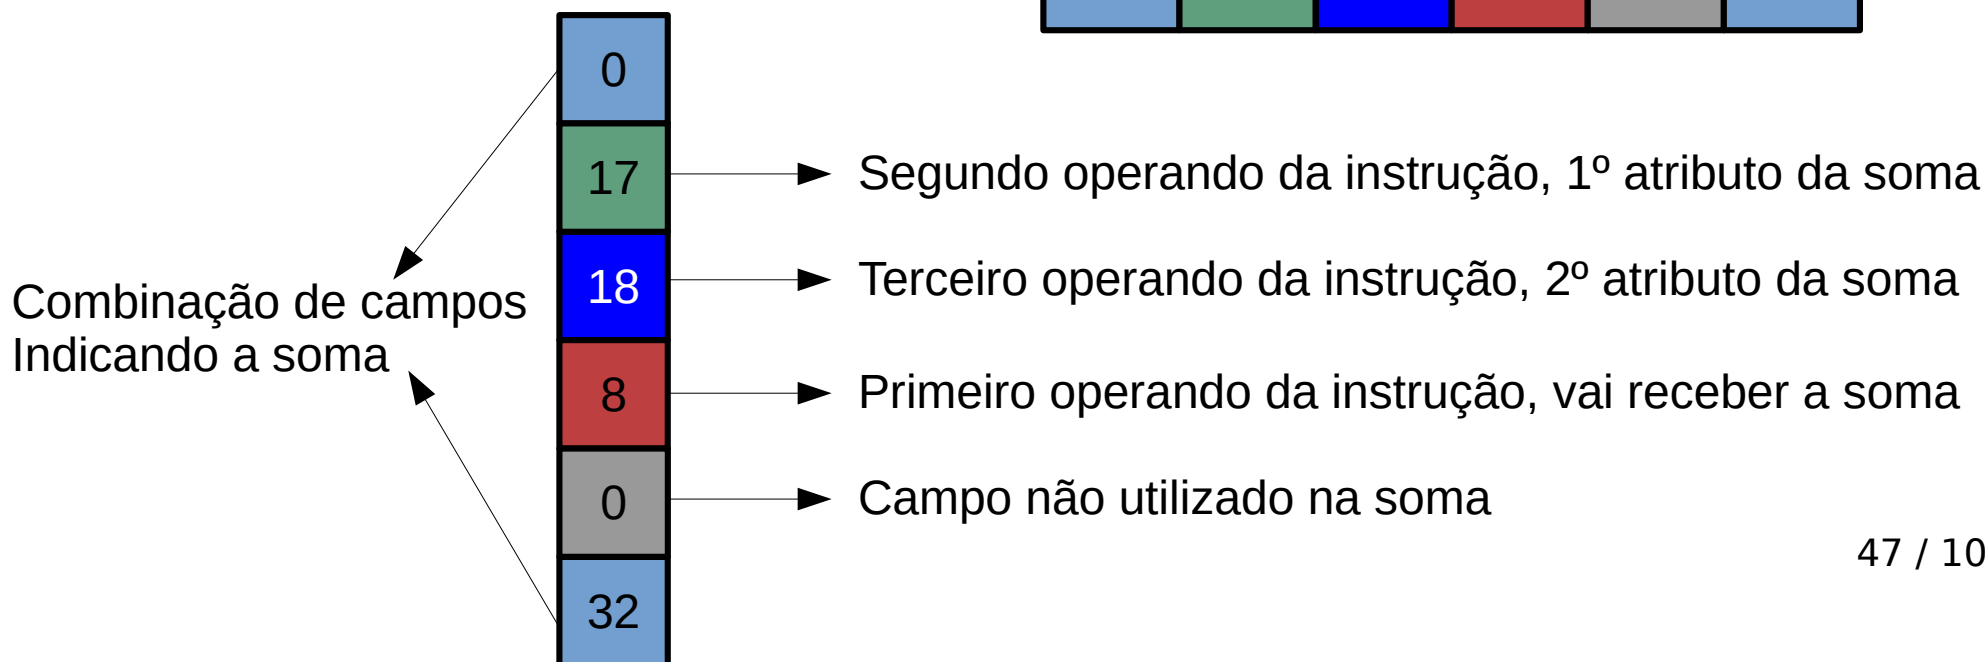 0
17
Segundo operando da instrução, 1º atributo da soma
18
Terceiro operando da instrução, 2º atributo da soma
Combinação de campos
Indicando a soma
8
Primeiro operando da instrução, vai receber a soma
0
Campo não utilizado na soma
47 / 10
32